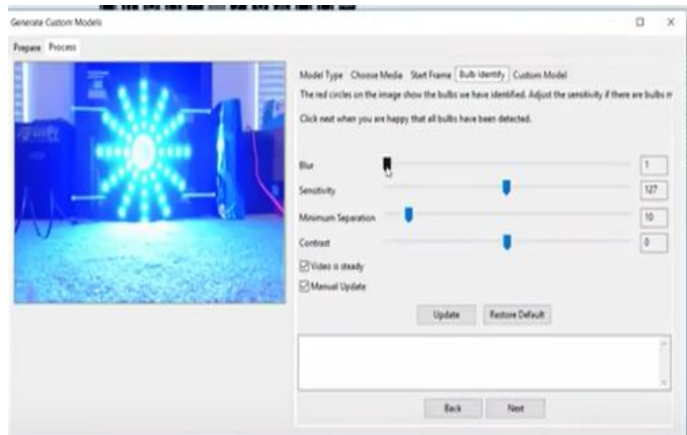 Generate Custom Models
Prepare Process
Model Type Choose Media Start Frame Bulb Identify Custom Model
The red circles on the image show the bulbs we have identified. Adjust the sensitivity if there are bulbs m
Click next when you are happy that all bulbs have been detected.
Blur 1
Sensitivity 127
Minimum Separation 10
Contrast 0
Video is steady
Manual Update
Update Restore Default
Back Next